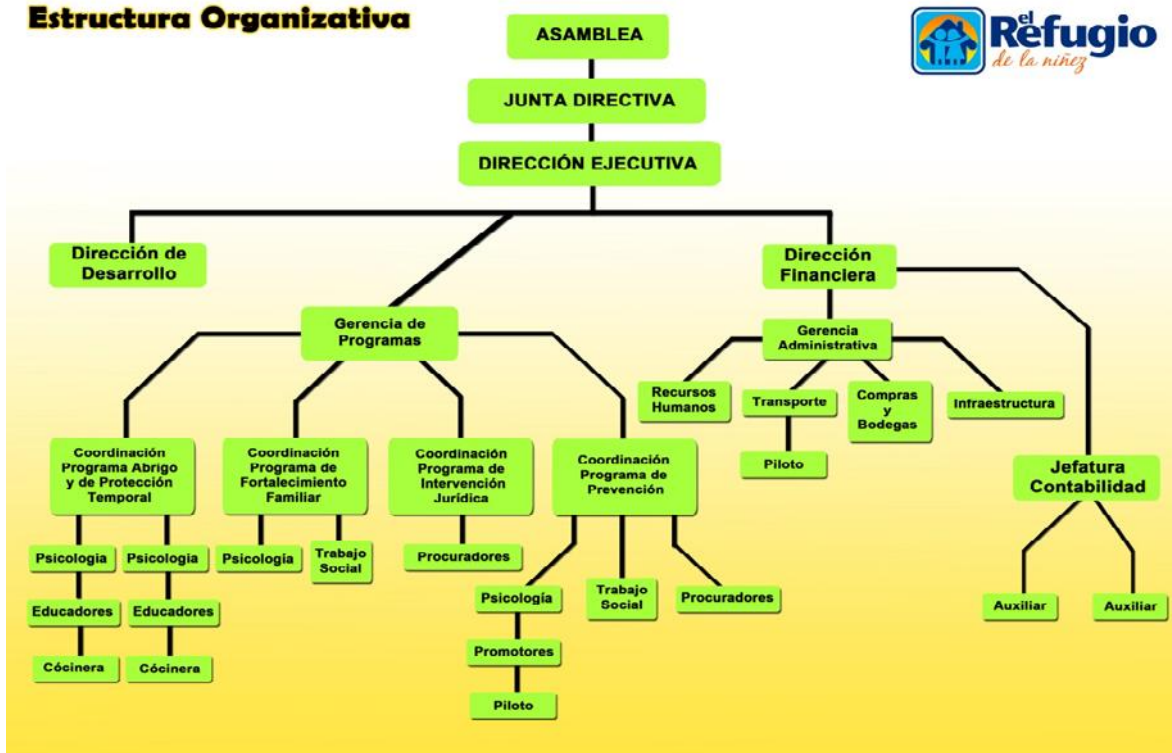 Estructura Organizativa
el
Refugio
de la niñez
ASAMBLEA
JUNTA DIRECTIVA
DIRECCIÓN EJECUTIVA
Dirección de
Desarrollo
Dirección
Financiera
Gerencia de
Programas
Gerencia
Administrativa
Recursos
Humanos
Transporte
Compras
y
Bodegas
Infraestructura
Piloto
Jefatura
Contabilidad
Auxiliar
Auxiliar
Coordinación
Programa Abrigo
y de Protección
Temporal
Coordinación
Programa de
Fortalecimiento
Familiar
Coordinación
Programa de
Intervención
Jurídica
Coordinación
Programa de
Prevención
Psicología
Psicología
Psicología
Trabajo
Social
Procuradores
Educadores
Educadores
Psicología
Trabajo
Social
Procuradores
Cócinera
Cócinera
Promotores
Piloto